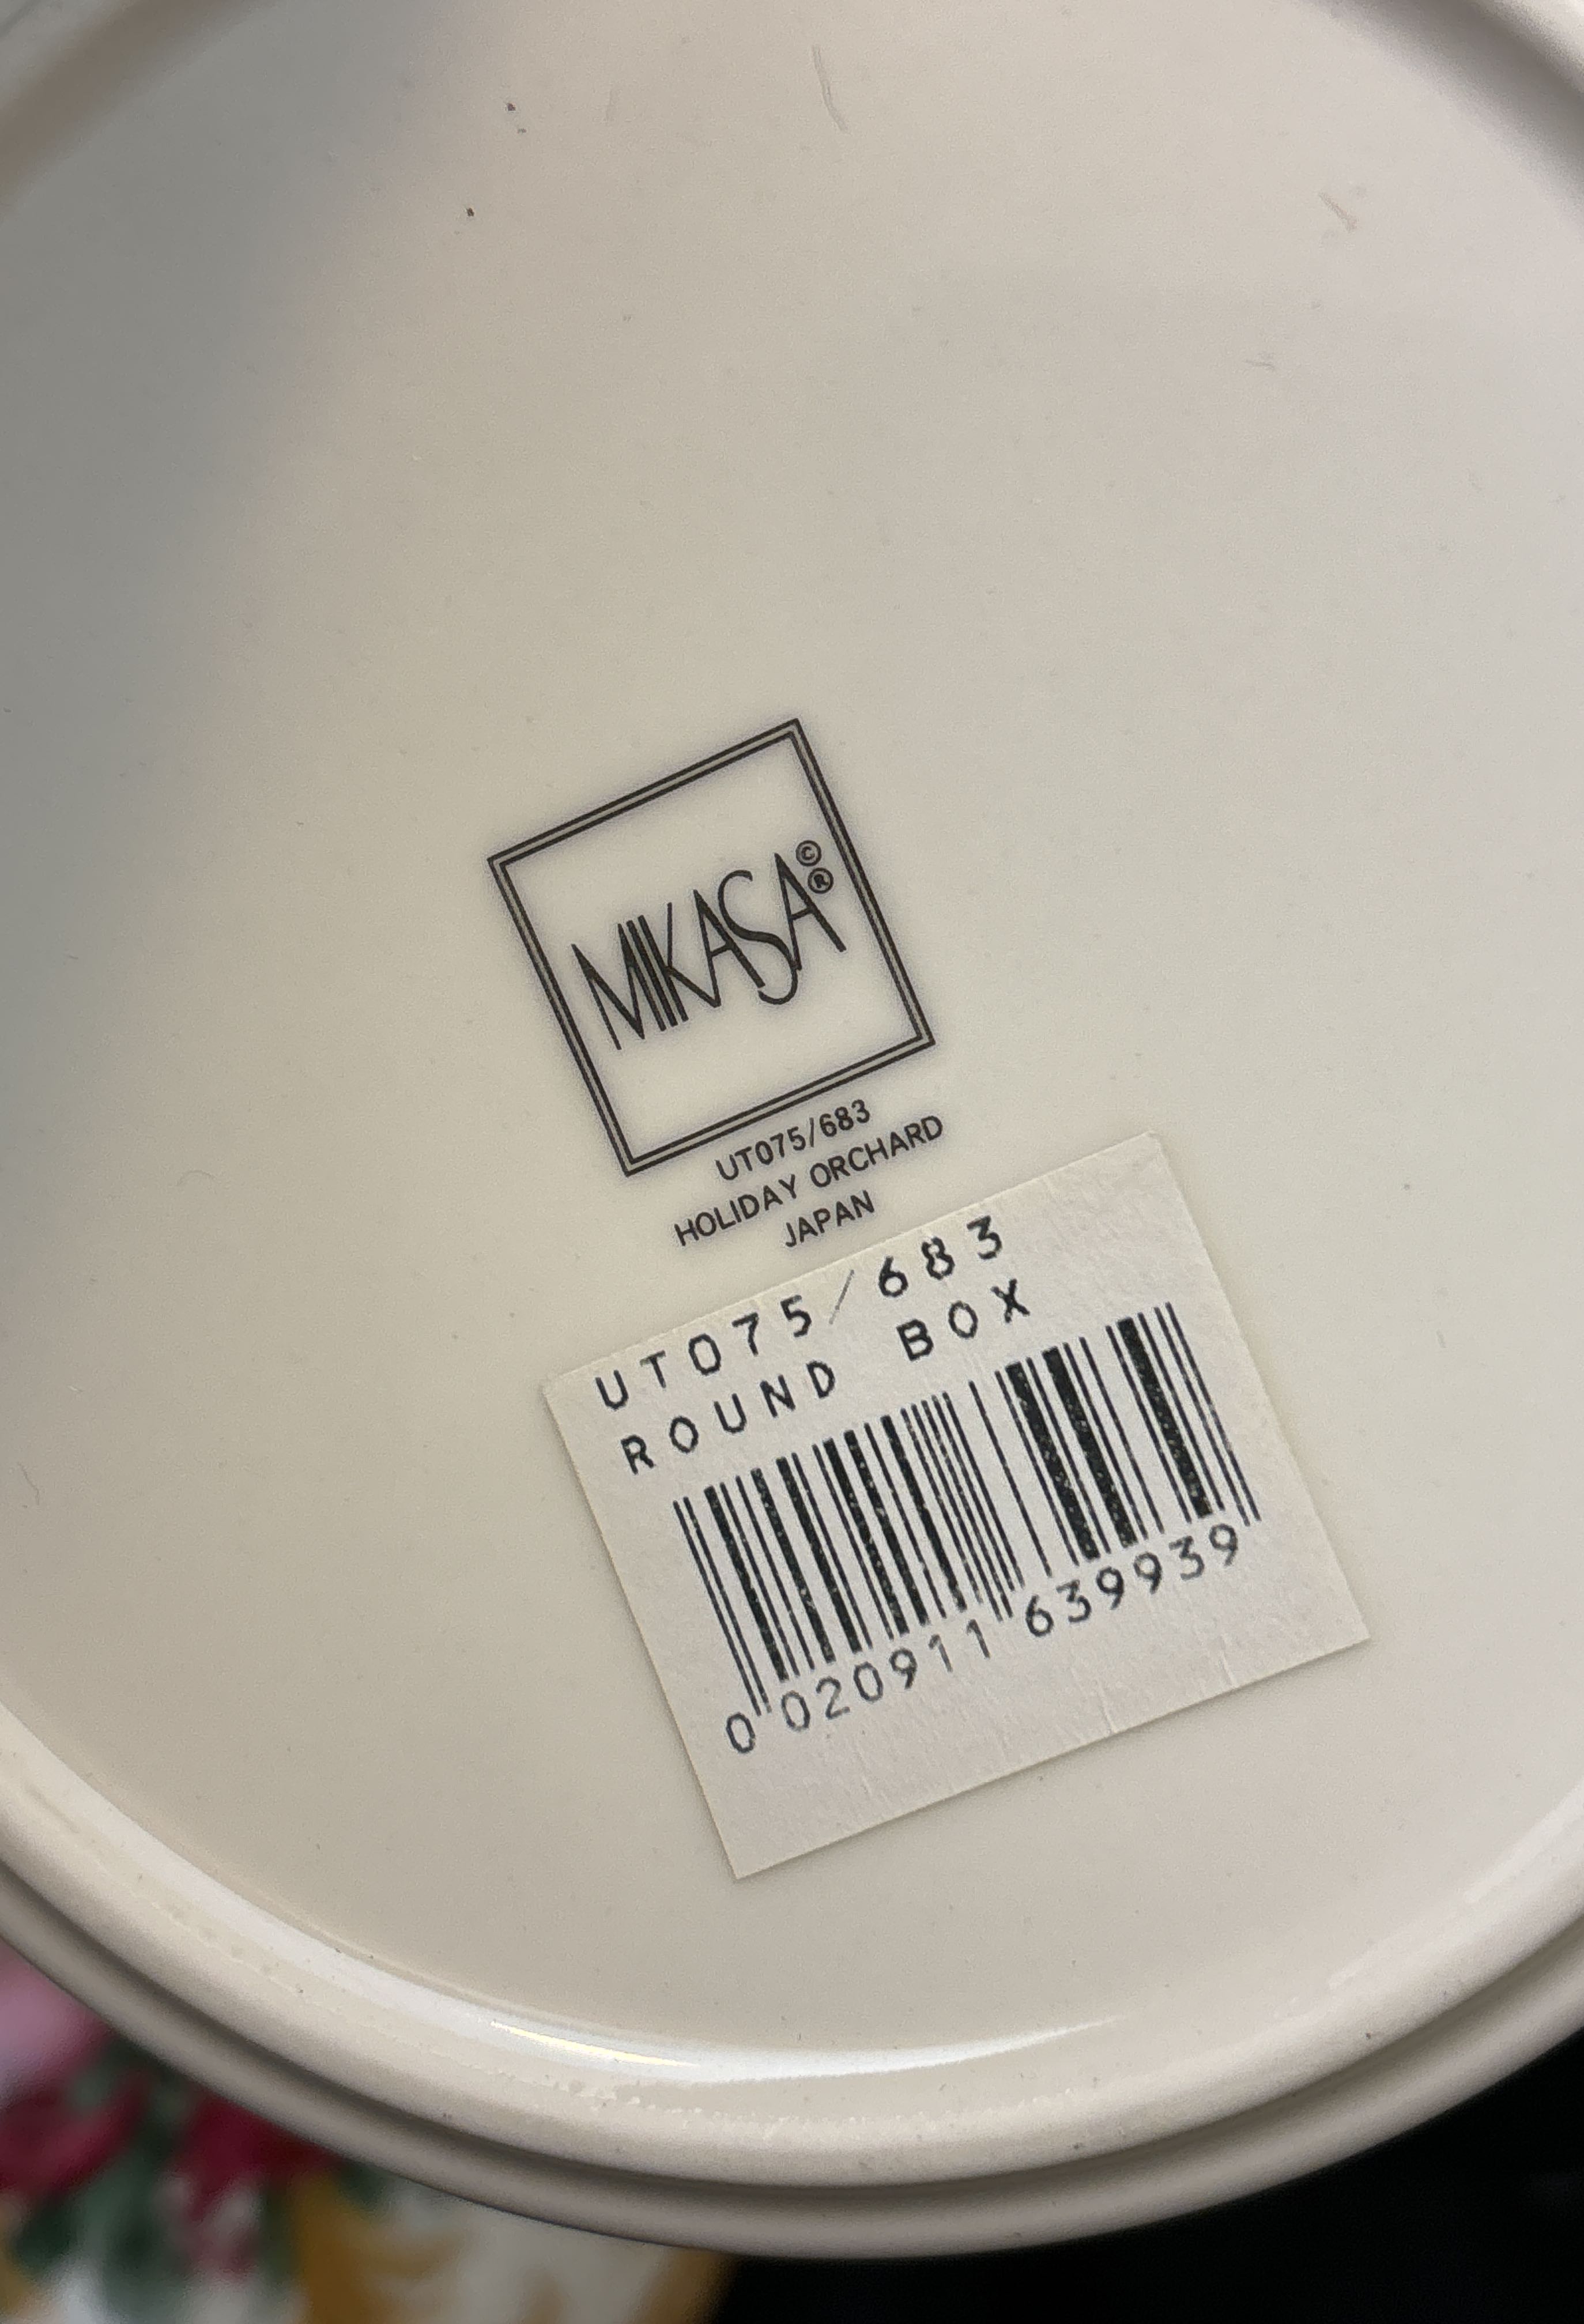 MIKASA©®
UT075/683
HOLIDAY ORCHARD
JAPAN
UT075/683
ROUND BOX
0 020911 639939